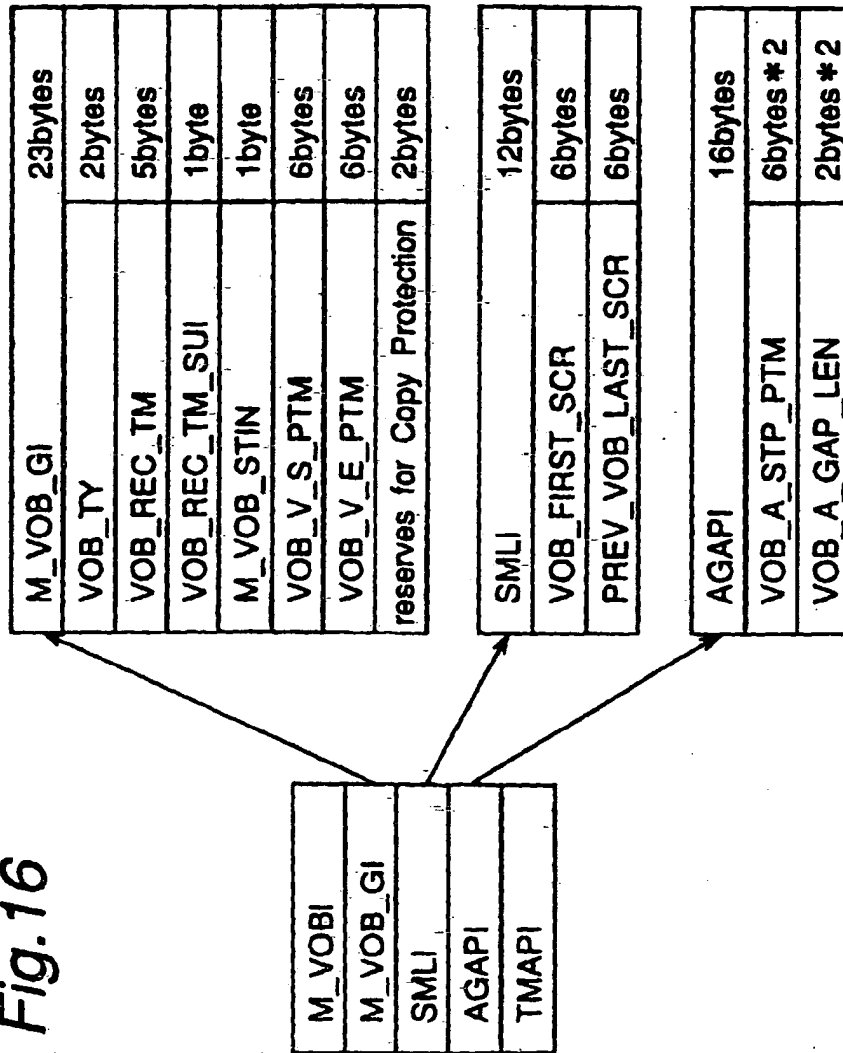 Fig.16
M_VOBI
M_VOB_GI
SMLI
AGAPI
TMAPI
M_VOB_GI 23bytes
VOB_TY 2bytes
VOB_REC_TM 5bytes
VOB_REC_TM_SUI 1byte
M_VOB_STIN 1byte
VOB_V_S_PTM 6bytes
VOB_V_E_PTM 6bytes
reserves for Copy Protection 2bytes
SMLI 12bytes
VOB_FIRST_SCR 6bytes
PREV_VOB_LAST_SCR 6bytes
AGAPI 16bytes
VOB_A_STP_PTM 6bytes*2
VOB_A_GAP_LEN 2bytes*2